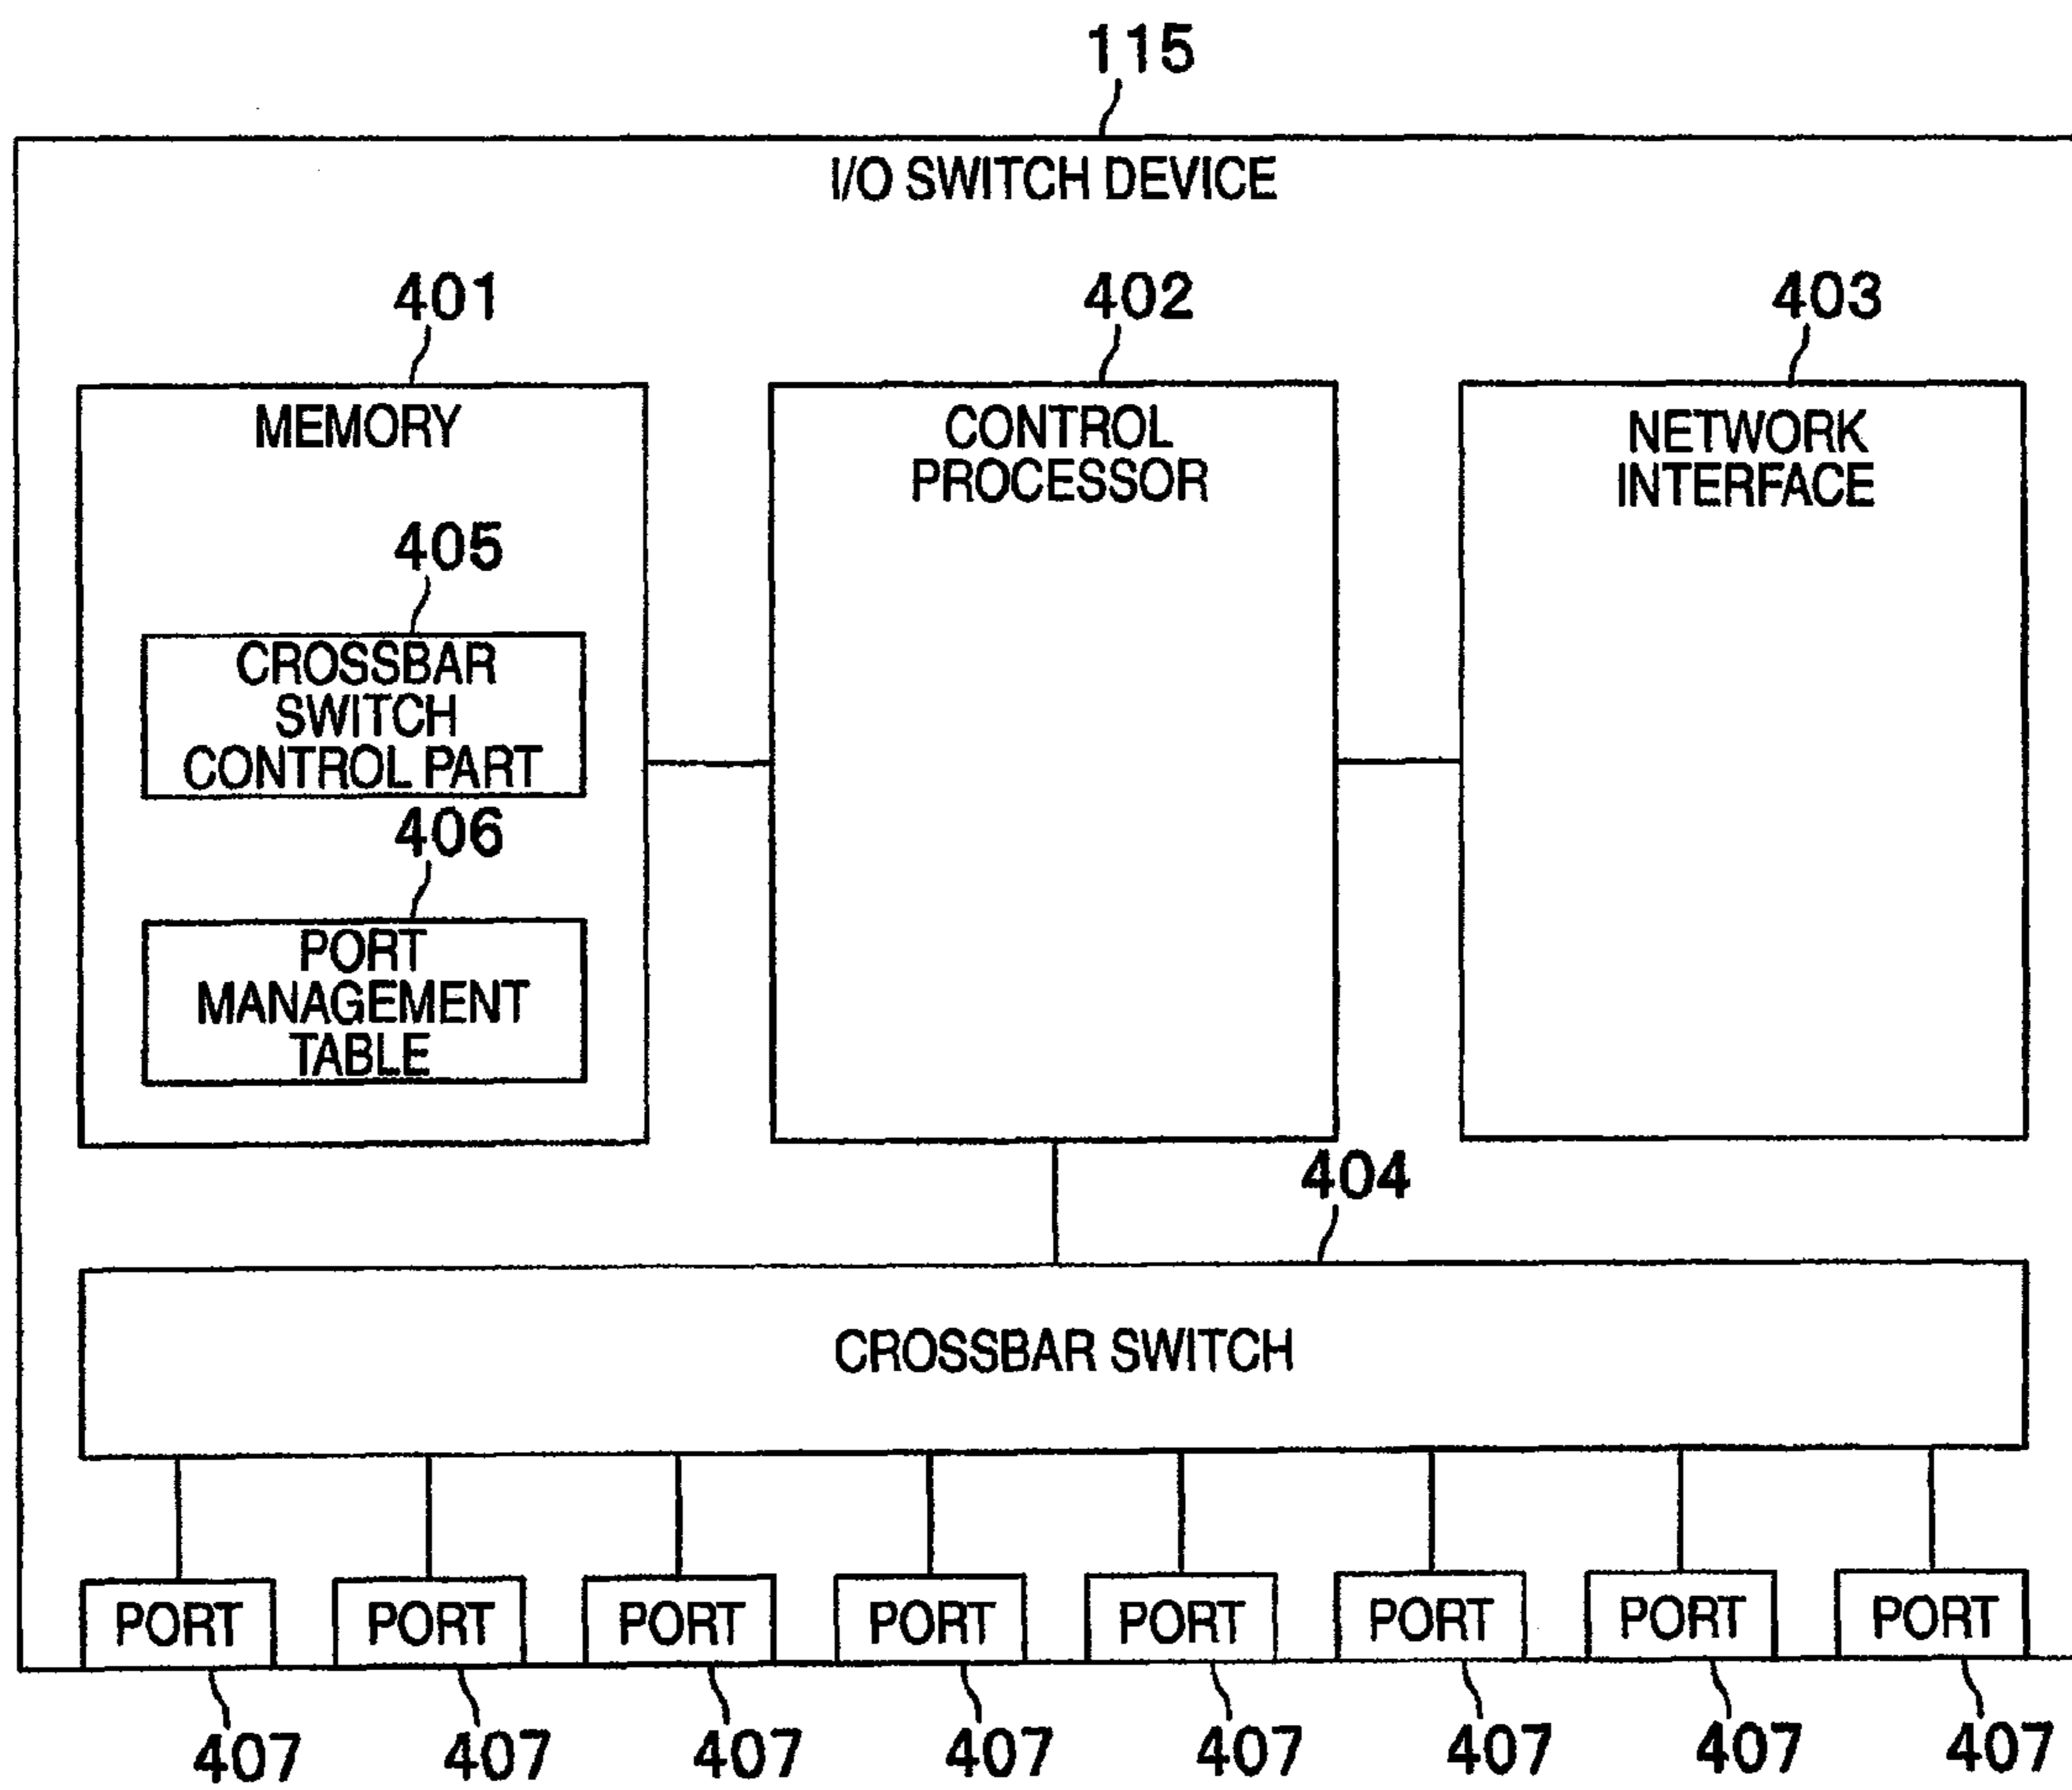 115
I/O SWITCH DEVICE
401
402
403
MEMORY
CONTROL
PROCESSOR
NETWORK
INTERFACE
405
CROSSBAR
SWITCH
CONTROL PART
406
PORT
MANAGEMENT
TABLE
404
CROSSBAR SWITCH
PORT PORT PORT PORT PORT PORT PORT PORT
407 407 407 407 407 407 407 407